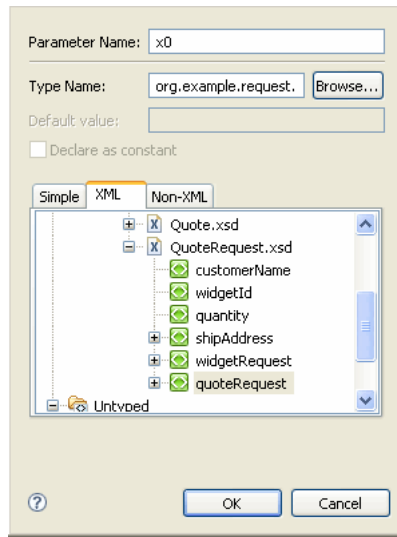 Parameter Name: x0
Type Name: org.example.request. Browse...
Default value:
Declare as constant
Simple XML Non-XML
Quote.xsd
QuoteRequest.xsd
customerName
widgetId
quantity
shipAddress
widgetRequest
quoteRequest
Untyped
? OK Cancel